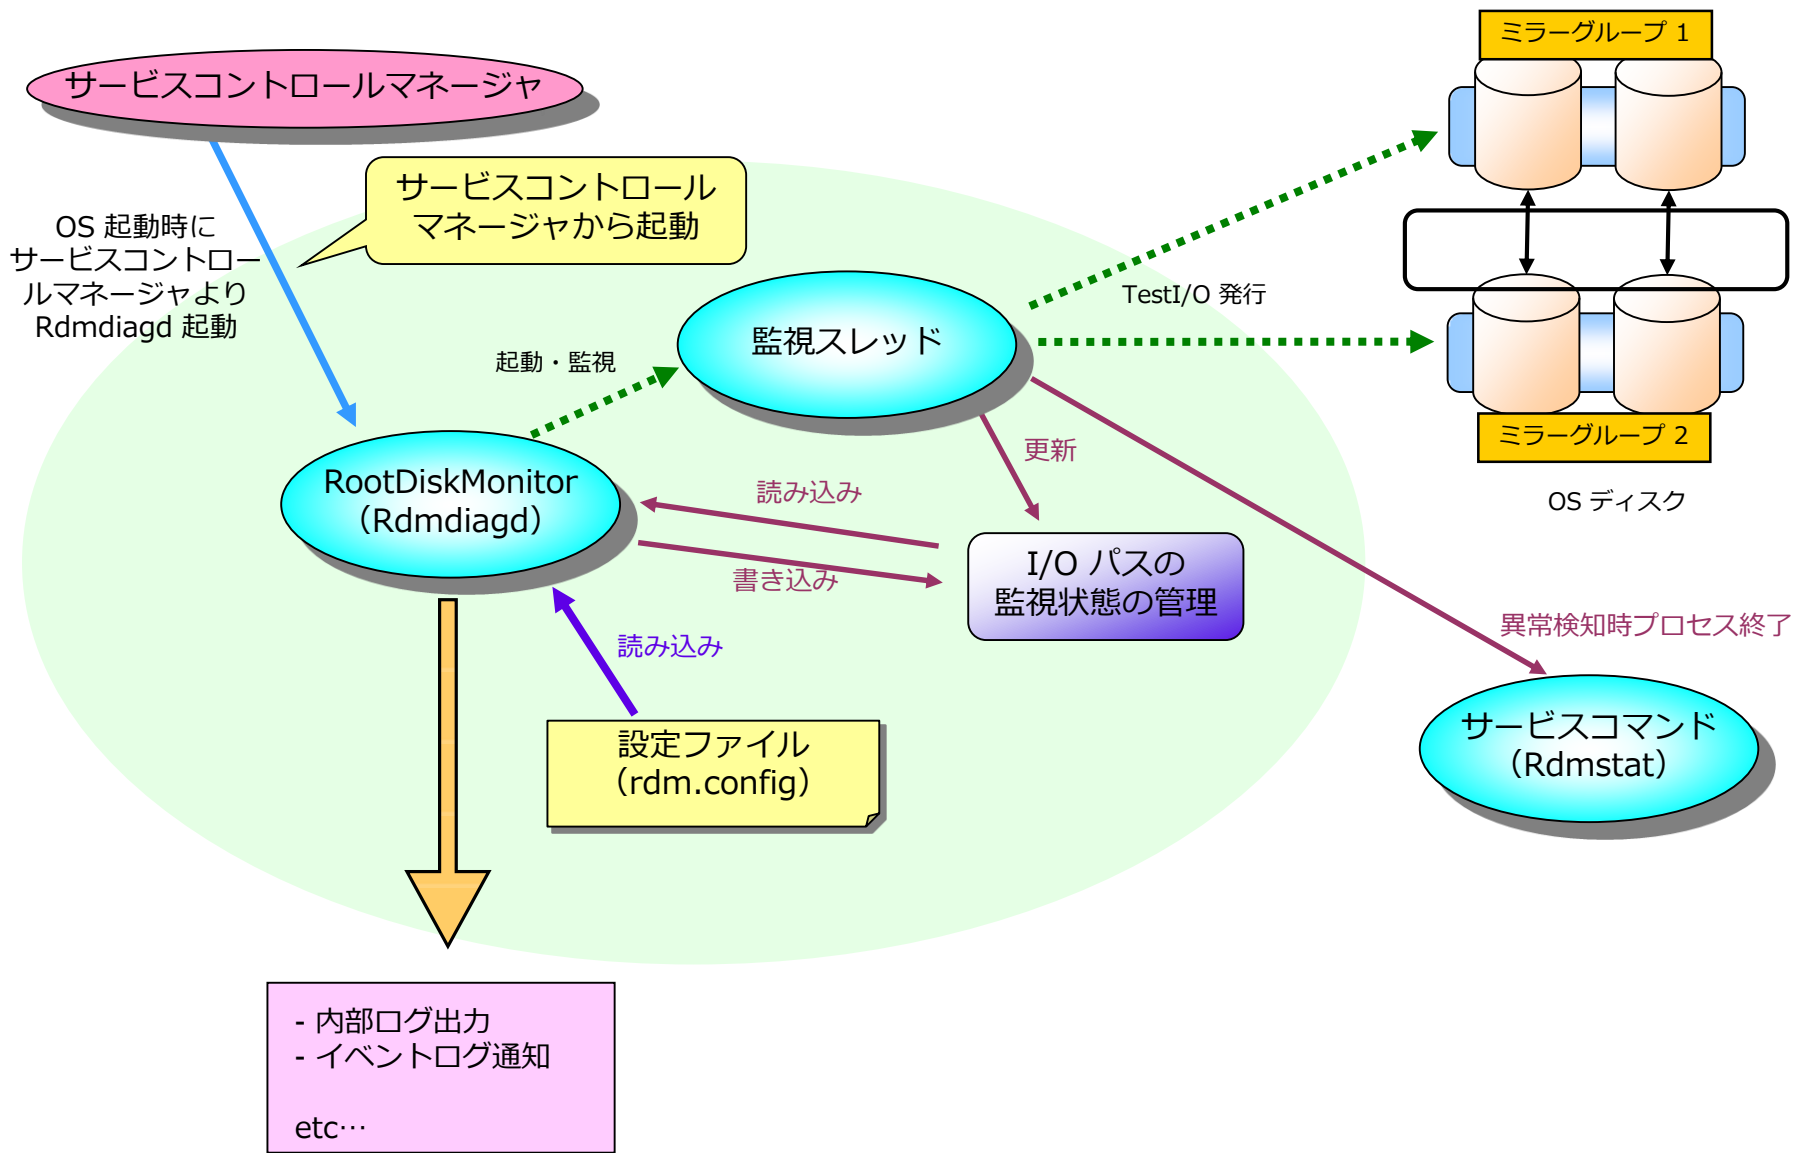 ミラーグループ 1
サービスコントロールマネージャ
サービスコントロール
マネージャから起動
OS 起動時に
サービスコントロー
ルマネージャより
Rdmdiagd 起動
TestI/O 発行
監視スレッド
起動・監視
ミラーグループ 2
OS ディスク
更新
RootDiskMonitor
（Rdmdiagd）
読み込み
書き込み
I/O パスの
監視状態の管理
異常検知時プロセス終了
読み込み
サービスコマンド
（Rdmstat）
設定ファイル
（rdm.config）
- 内部ログ出力
- イベントログ通知
etc…